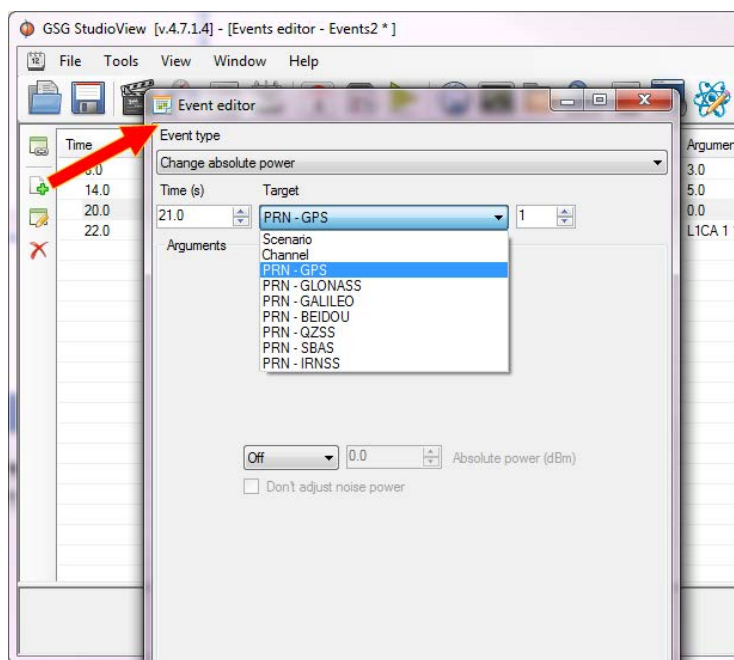 GSG StudioView [v.4.7.1.4] - [Events editor - Events2 * ]
12 File Tools View Window Help
Event editor
Time
Argumen
14.0
20.0
22.0
3.0
5.0
0.0
L1CA 1
Event type
Change absolute power
Time (s) Target
21.0 PRN - GPS 1
Arguments
Scenario
Channel
PRN - GPS
PRN - GLONASS
PRN - GALILEO
PRN - BEIDOU
PRN - QZSS
PRN - SBAS
PRN - IRNSS
Off 0.0 Absolute power (dBm)
Don't adjust noise power